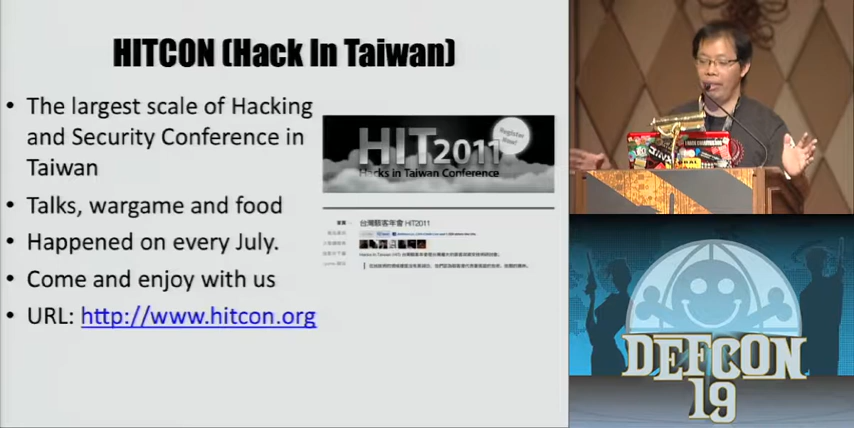 HITCON (Hack In Taiwan)
• The largest scale of Hacking
and Security Conference in
Taiwan
• Talks, wargame and food
• Happened on every July.
• Come and enjoy with us
• URL: http://www.hitcon.org
HIT2011
Register
Now!
Hacks in Taiwan Conference
台灣駭客年會 HIT2011
DEFCON
19